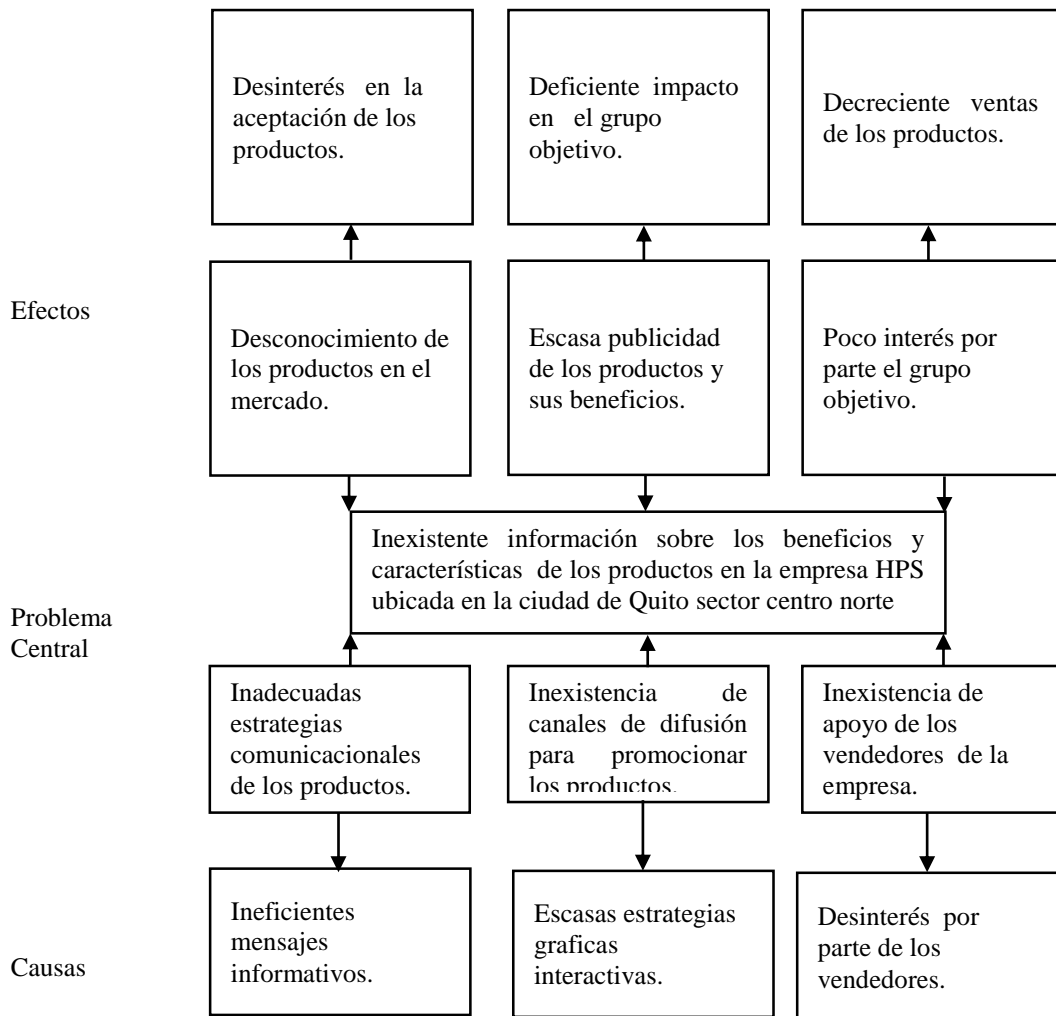 Desinterés en la
aceptación de los
productos.
Deficiente impacto
en el grupo
objetivo.
Decreciente ventas
de los productos.
Efectos
Desconocimiento de
los productos en el
mercado.
Escasa publicidad
de los productos y
sus beneficios.
Poco interés por
parte el grupo
objetivo.
Inexistente información sobre los beneficios y
características de los productos en la empresa HPS
ubicada en la ciudad de Quito sector centro norte
Problema
Central
Inadecuadas
estrategias
comunicacionales
de los productos.
Inexistencia de
canales de difusión
para promocionar
los productos.
Inexistencia de
apoyo de los
vendedores de la
empresa.
Ineficientes
mensajes
informativos.
Escasas estrategias
graficas
interactivas.
Desinterés por
parte de los
vendedores.
Causas